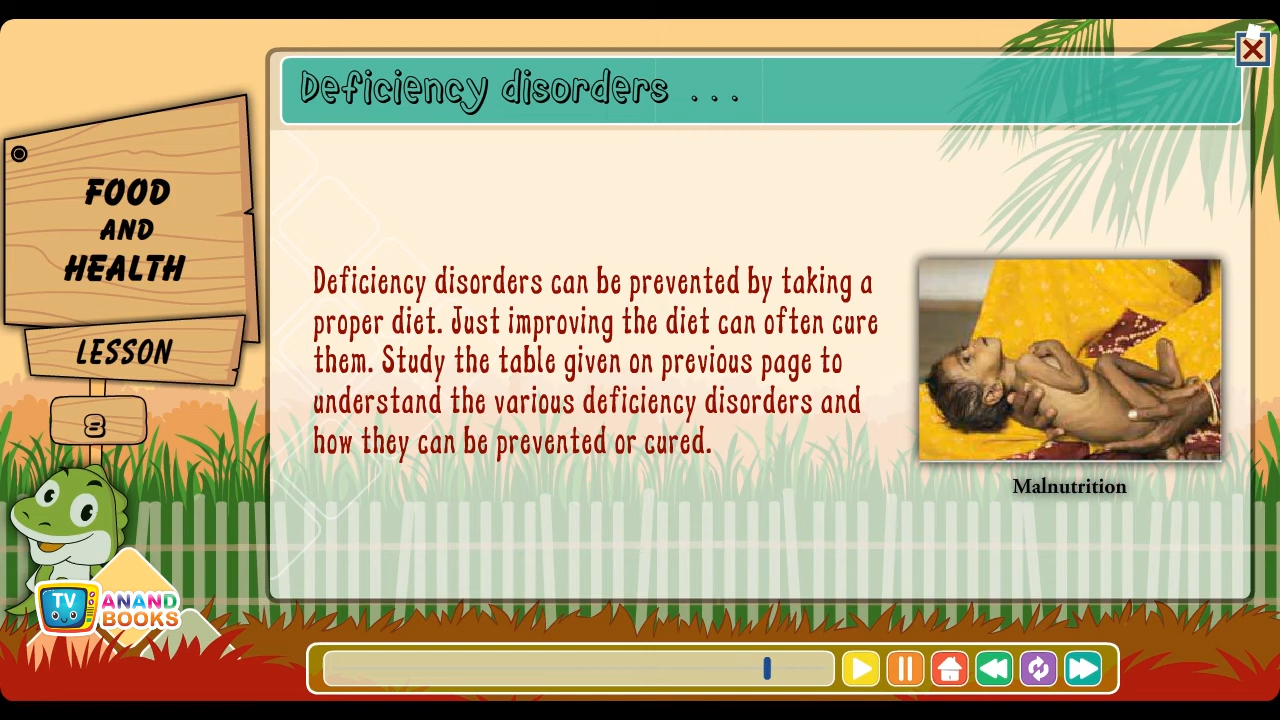 Deficiency disorders ...
FOOD
AND
HEALTH
LESSON
8
Deficiency disorders can be prevented by taking a
proper diet. Just improving the diet can often cure
them. Study the table given on previous page to
understand the various deficiency disorders and
how they can be prevented or cured.
Malnutrition
TV
ANAND
BOOKS